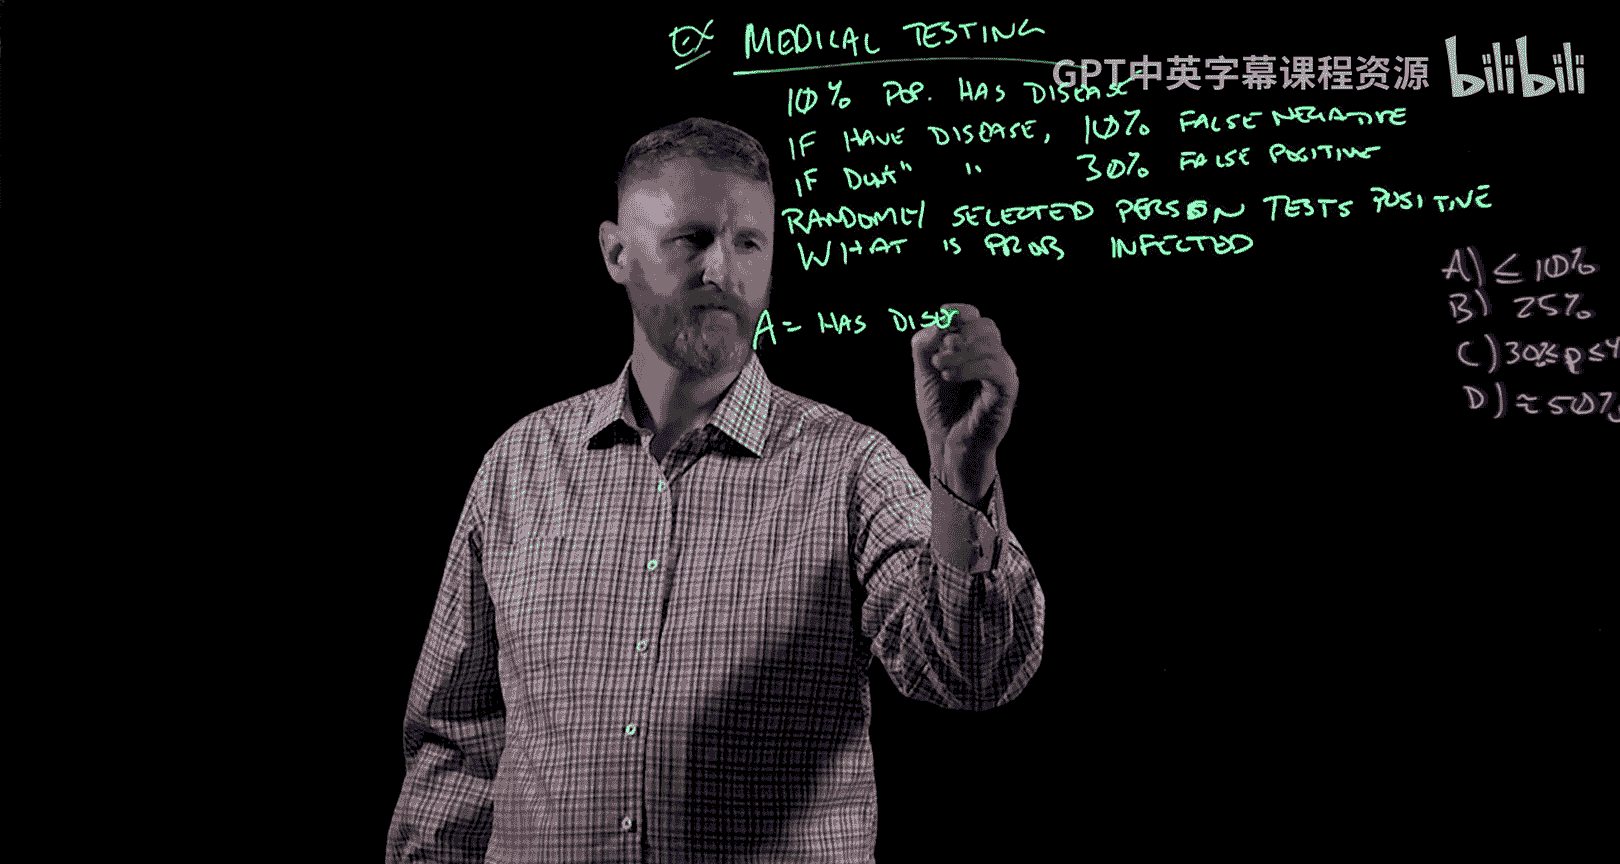 EX MEDICAL TESTING
GPT中英字幕课程资源 bilibili
10% POP. HAS DISEASE
IF HAVE DISEASE, 10% FALSE NEGATIVE
IF DON'T " " 30% FALSE POSITIVE
RANDOMLY SELECTED PERSON TESTS POSITIVE
WHAT IS PROB INFECTED
A) ≤ 10%
B) 25%
C) 30%≤p≤4
D) ≈50%
A = HAS DISE